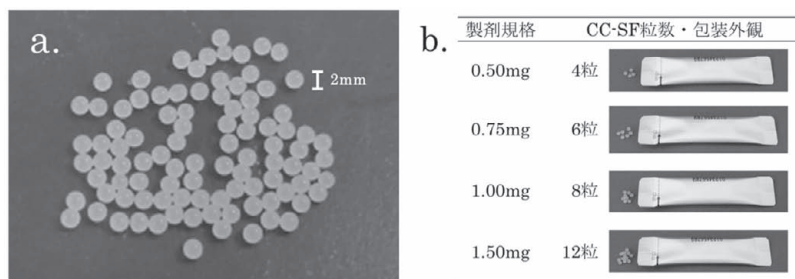 a.
2mm
b.
製剤規格 CC-SF粒数・包装外観
0.50mg 4粒
0.75mg 6粒
1.00mg 8粒
1.50mg 12粒